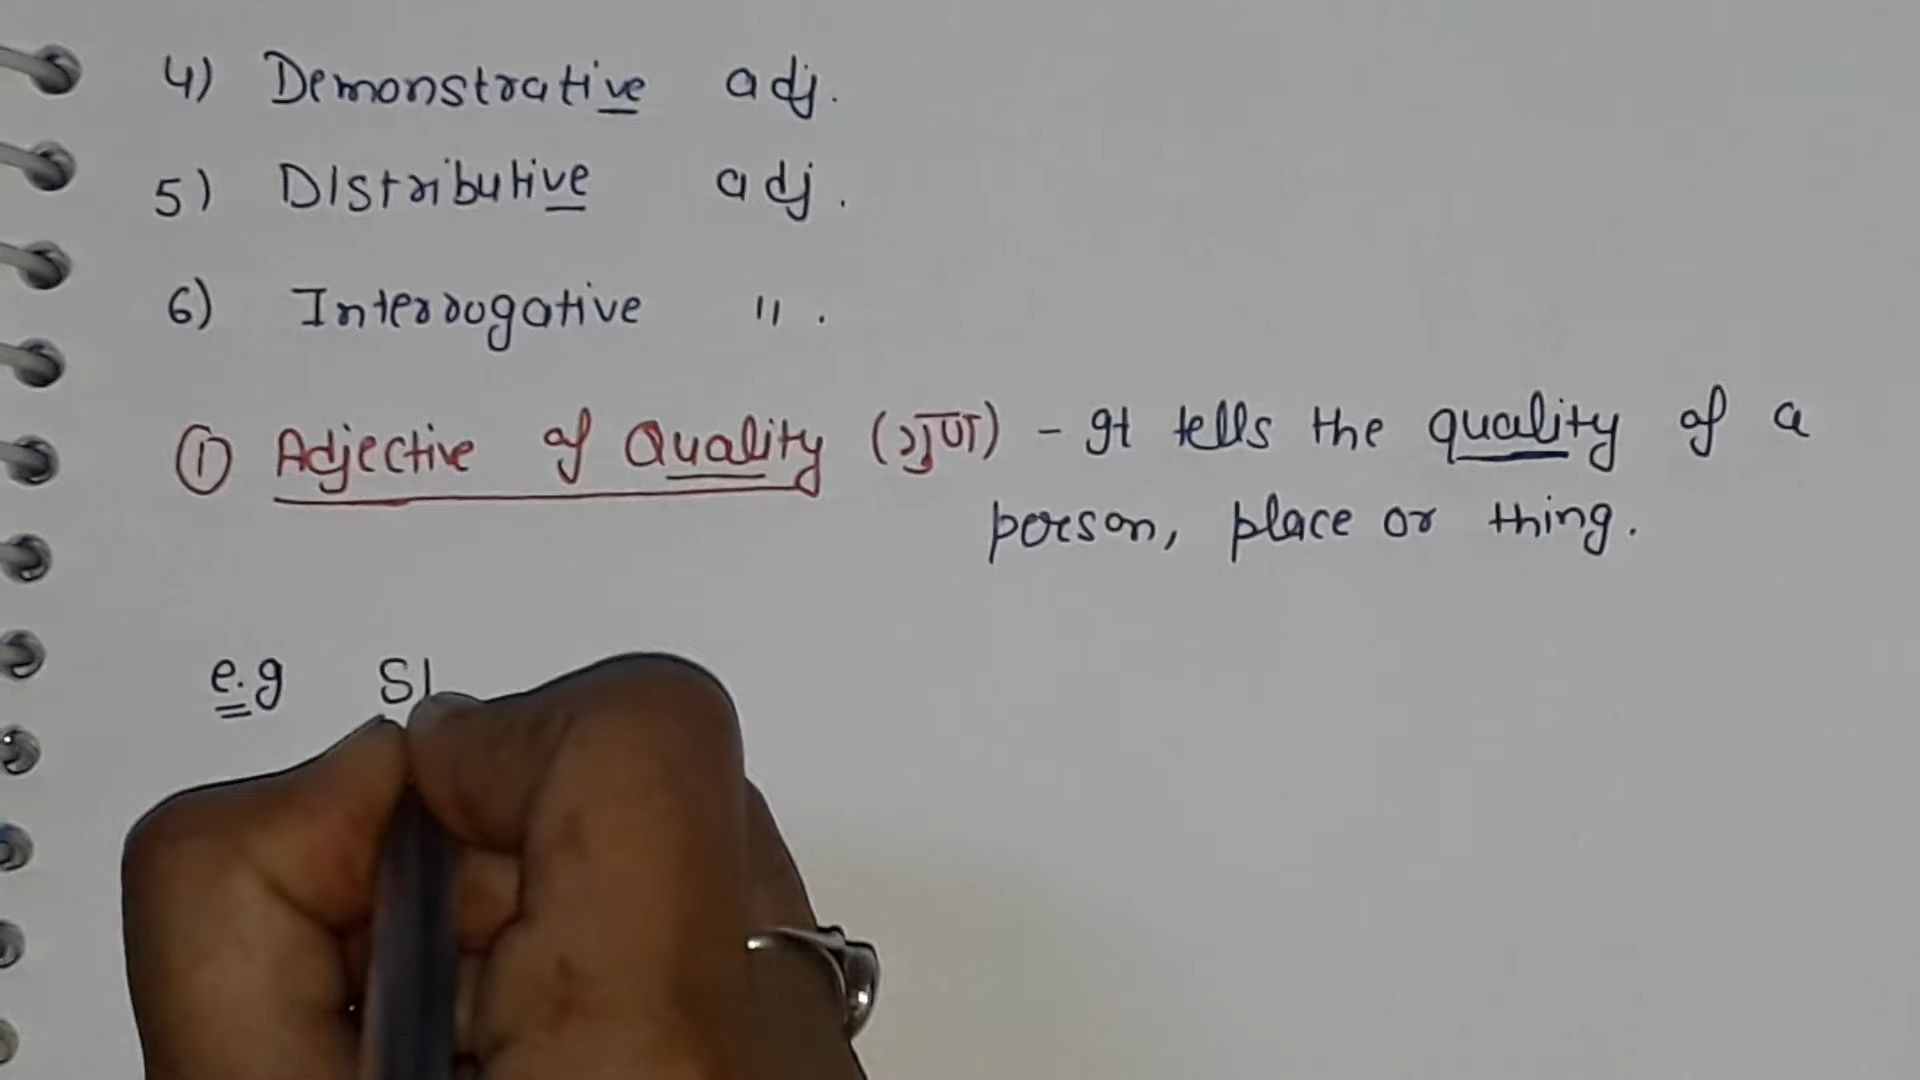 4) Demonstrative adj.
5) Distributive adj.
6) Interrogative " .
① Adjective of Quality (गुण) - It tells the quality of a
person, place or thing.
e.g